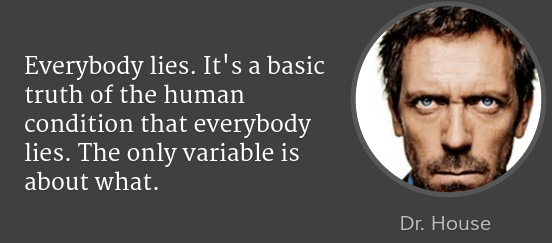 Everybody lies. It's a basic
truth of the human
condition that everybody
lies. The only variable is
about what.
Dr. House